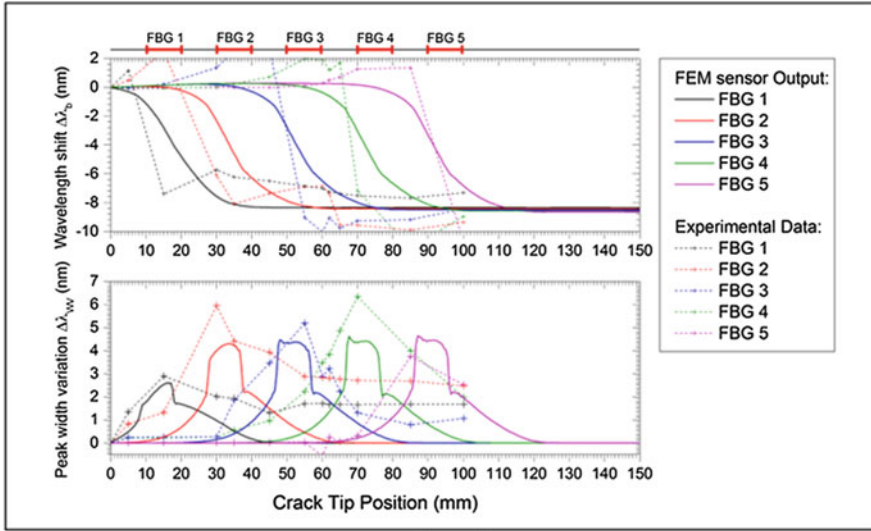 FBG 1 FBG 2 FBG 3 FBG 4 FBG 5
Wavelength shift Δλb (nm)
2
0
-2
-4
-6
-8
-10
0 10 20 30 40 50 60 70 80 90 100 110 120 130 140 150
Peak width variation ΔλWV (nm)
7
6
5
4
3
2
1
0
0 10 20 30 40 50 60 70 80 90 100 110 120 130 140 150
Crack Tip Position (mm)
FEM sensor Output:
FBG 1
FBG 2
FBG 3
FBG 4
FBG 5
Experimental Data:
FBG 1
FBG 2
FBG 3
FBG 4
FBG 5